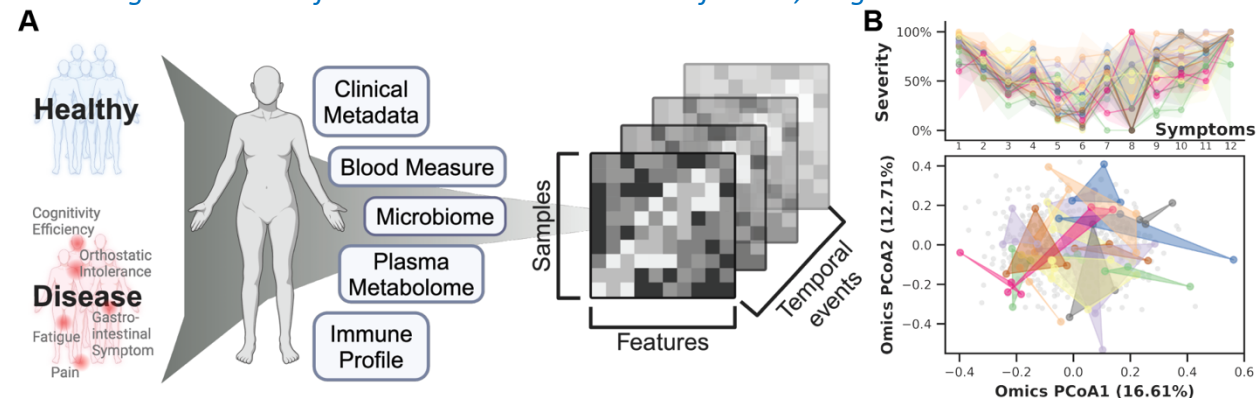 A
Healthy
Cognitivity
Efficiency
Orthostatic
Intolerance
Disease
Gastro-
intestinal
Symptom
Fatigue
Pain
Clinical
Metadata
Blood Measure
Microbiome
Plasma
Metabolome
Immune
Profile
Samples
Features
Temporal
events
B
Severity
100%
50%
0%
Symptoms
1 2 3 4 5 6 7 8 9 10 11 12
Omics PCoA2 (12.71%)
0.4
0.2
0.0
−0.2
−0.4
−0.4 −0.2 0.0 0.2 0.4 0.6
Omics PCoA1 (16.61%)